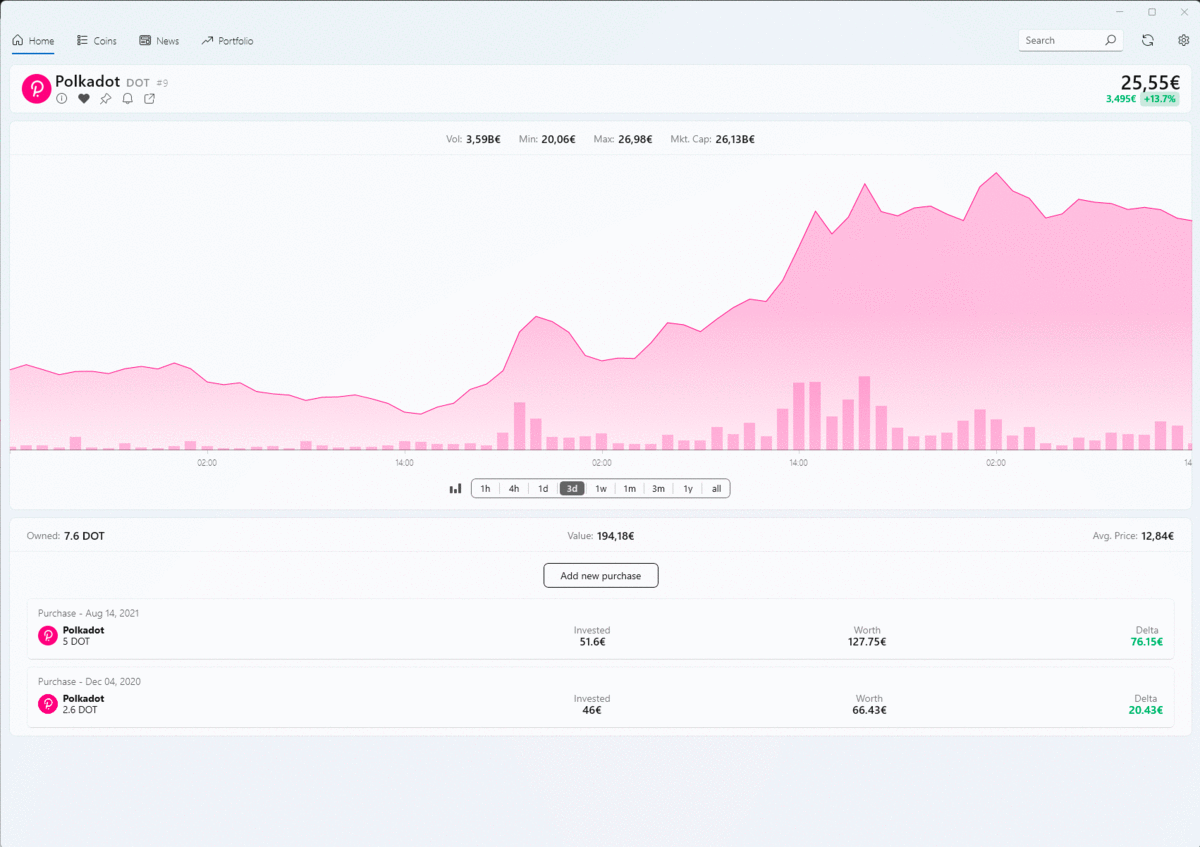 Home Coins News Portfolio Search
Polkadot DOT #9
25,55€
3,495€ +13.7%
Vol: 3,59B€ Min: 20,06€ Max: 26,98€ Mkt. Cap: 26,13B€
02:00 14:00 02:00 14:00 02:00 14
1h 4h 1d 3d 1w 1m 3m 1y all
Owned: 7.6 DOT Value: 194,18€ Avg. Price: 12,84€
Add new purchase
Purchase - Aug 14, 2021
Polkadot Invested Worth Delta
5 DOT 51.6€ 127.75€ 76.15€
Purchase - Dec 04, 2020
Polkadot Invested Worth Delta
2.6 DOT 46€ 66.43€ 20.43€